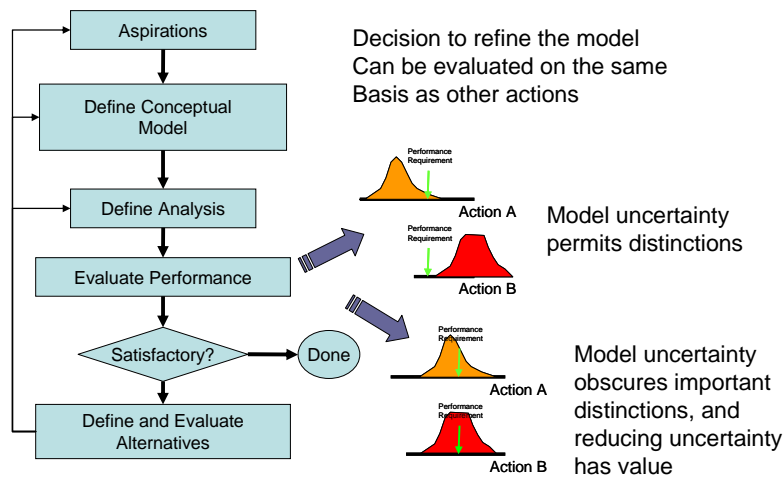 Aspirations
Define Conceptual
Model
Define Analysis
Evaluate Performance
Satisfactory?
Done
Define and Evaluate
Alternatives
Decision to refine the model
Can be evaluated on the same
Basis as other actions
Performance
Requirement
Action A
Performance
Requirement
Action B
Model uncertainty
permits distinctions
Performance
Requirement
Action A
Performance
Requirement
Action B
Model uncertainty
obscures important
distinctions, and
reducing uncertainty
has value